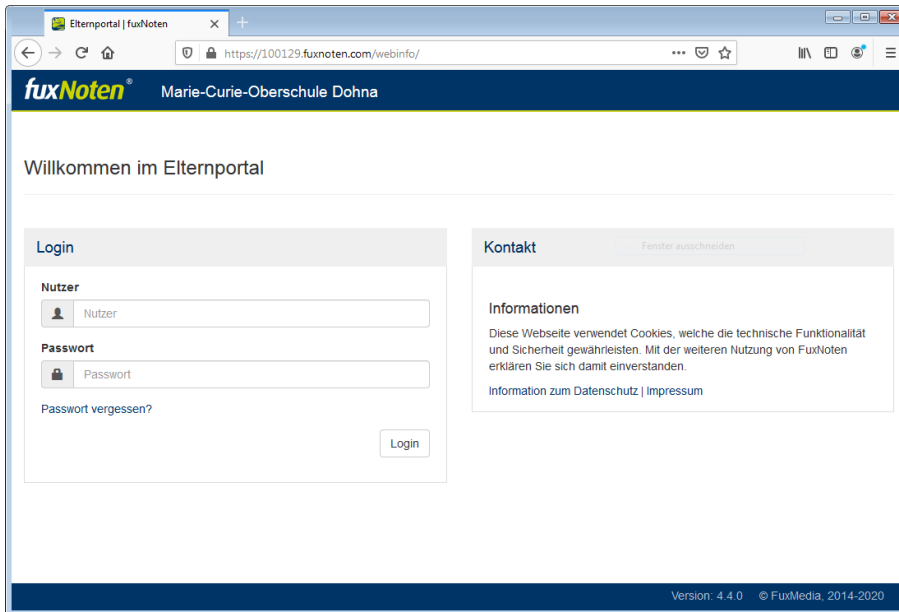 Elternportal | fuxNoten
https://100129.fuxnoten.com/webinfo/
fuxNoten® Marie-Curie-Oberschule Dohna
Willkommen im Elternportal
Login
Nutzer
Nutzer
Passwort
Passwort
Passwort vergessen?
Login
Kontakt
Fenster ausschneiden
Informationen
Diese Webseite verwendet Cookies, welche die technische Funktionalität
und Sicherheit gewährleisten. Mit der weiteren Nutzung von FuxNoten
erklären Sie sich damit einverstanden.
Information zum Datenschutz | Impressum
Version: 4.4.0 © FuxMedia, 2014-2020